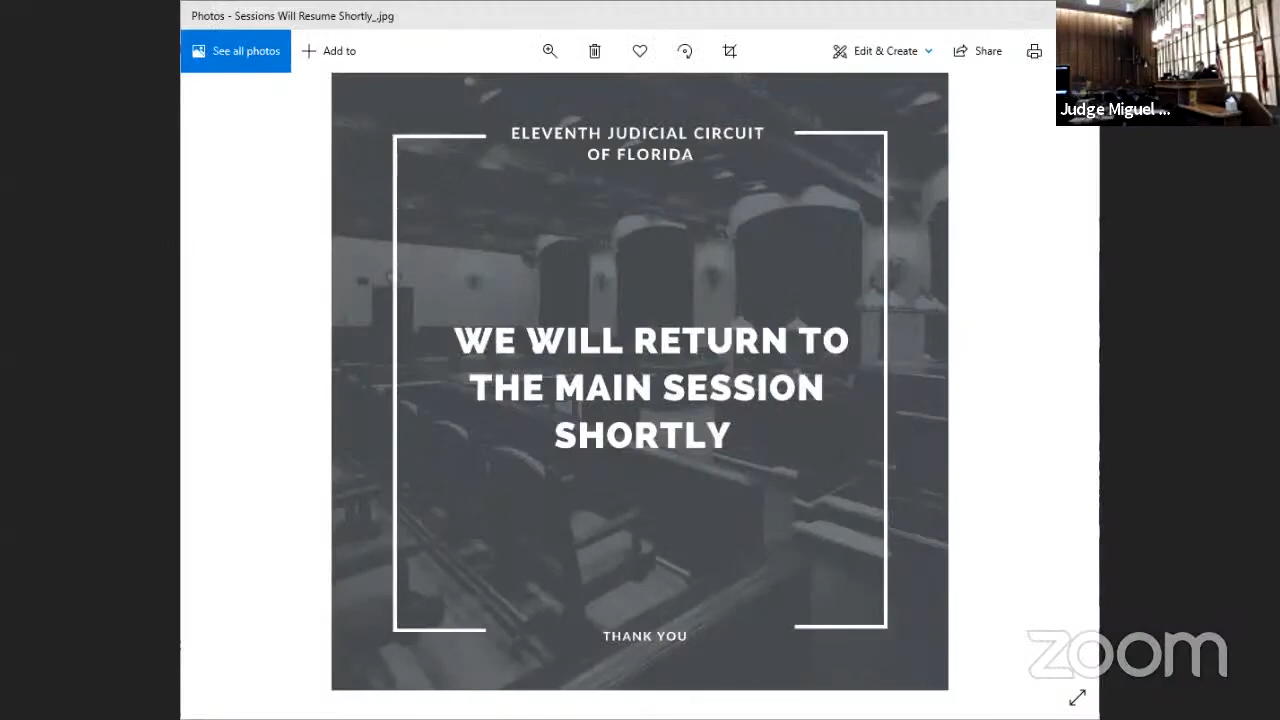 Photos - Sessions Will Resume Shortly_.jpg
See all photos
Add to
Edit & Create
Share
Judge Miguel ...
ELEVENTH JUDICIAL CIRCUIT
OF FLORIDA
WE WILL RETURN TO
THE MAIN SESSION
SHORTLY
THANK YOU
zoom